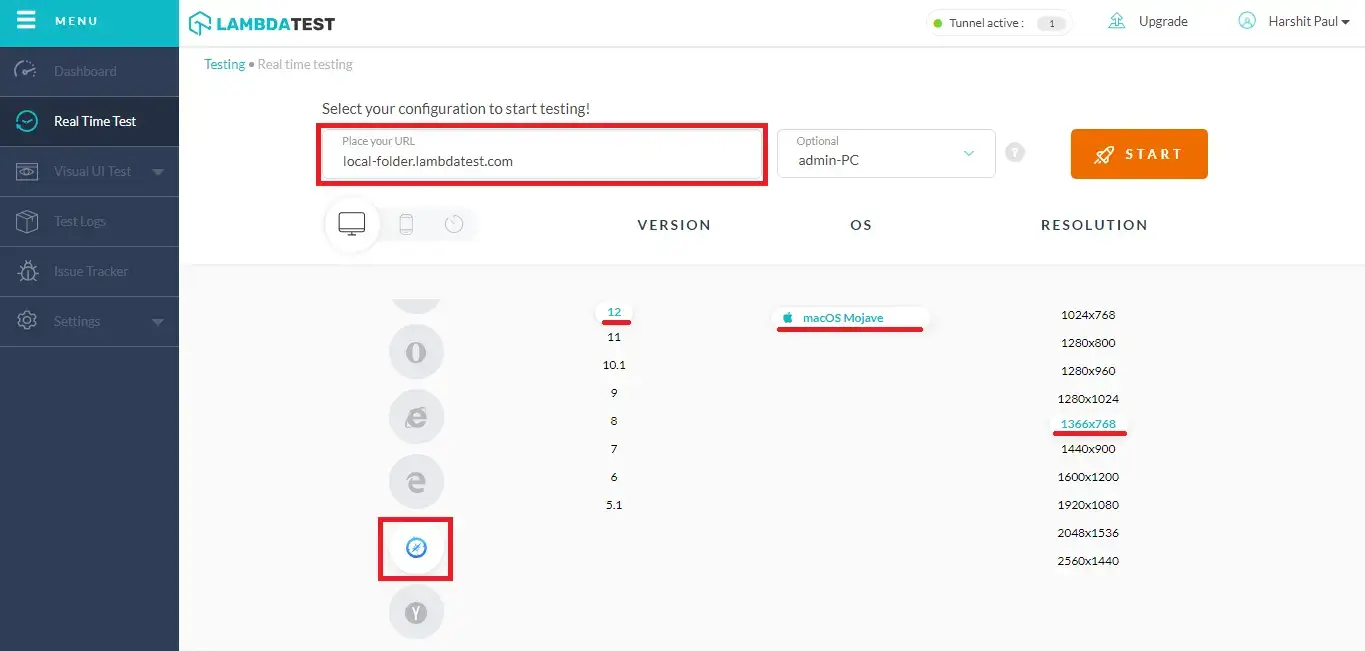 MENU
LAMBDATEST
Tunnel active : 1
Upgrade
Harshit Paul
Dashboard
Real Time Test
Visual UI Test
Test Logs
Issue Tracker
Settings
Testing • Real time testing
Select your configuration to start testing!
Place your URL
local-folder.lambdatest.com
Optional
admin-PC
?
START
VERSION
OS
RESOLUTION
12
11
10.1
9
8
7
6
5.1
macOS Mojave
1024x768
1280x800
1280x960
1280x1024
1366x768
1440x900
1600x1200
1920x1080
2048x1536
2560x1440